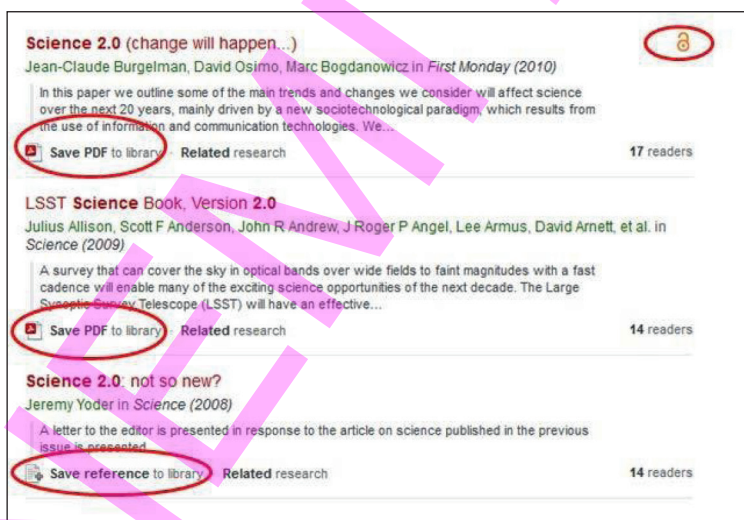 Science 2.0 (change will happen...)
Jean-Claude Burgelman, David Osimo, Marc Bogdanowicz in First Monday (2010)
In this paper we outline some of the main trends and changes we consider will affect science
over the next 20 years, mainly driven by a new sociotechnological paradigm, which results from
the use of information and communication technologies. We...
Save PDF to library · Related research 17 readers
LSST Science Book, Version 2.0
Julius Allison, Scott F Anderson, John R Andrew, J Roger P Angel, Lee Armus, David Arnett, et al. in
Science (2009)
A survey that can cover the sky in optical bands over wide fields to faint magnitudes with a fast
cadence will enable many of the exciting science opportunities of the next decade. The Large
Synoptic Survey Telescope (LSST) will have an effective...
Save PDF to library · Related research 14 readers
Science 2.0: not so new?
Jeremy Yoder in Science (2008)
A letter to the editor is presented in response to the article on science published in the previous
issue is presented
Save reference to library · Related research 14 readers